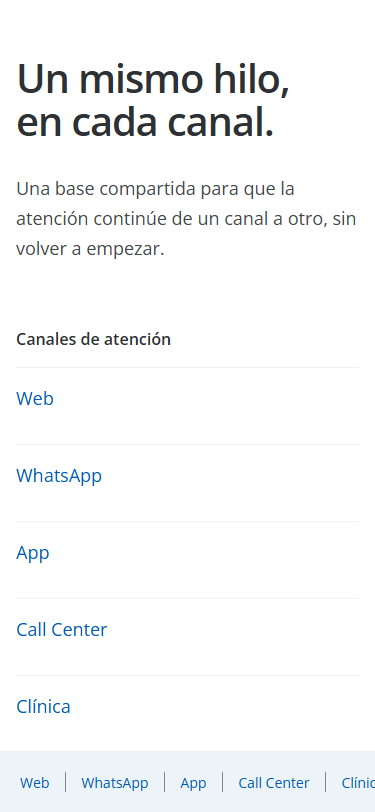 Un mismo hilo,
en cada canal.
Una base compartida para que la
atención continúe de un canal a otro, sin
volver a empezar.
Canales de atención
Web
WhatsApp
App
Call Center
Clínica
Web | WhatsApp | App | Call Center |